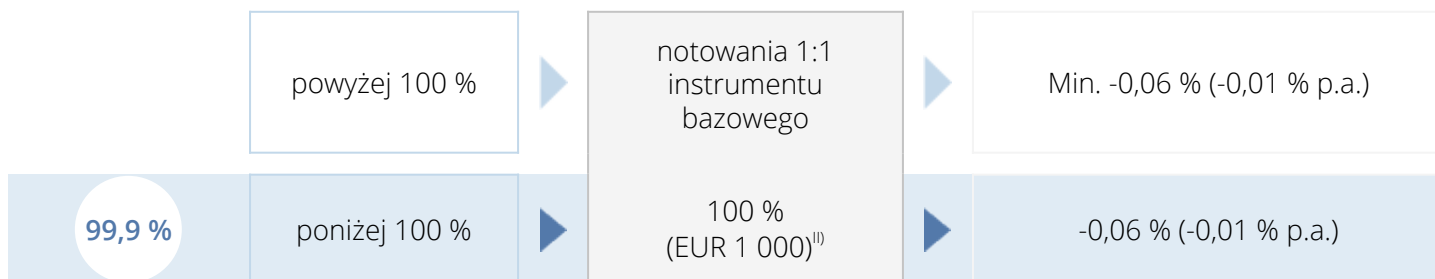 powyżej 100 %
notowania 1:1
instrumentu
bazowego
Min. -0,06 % (-0,01 % p.a.)
99,9 %
poniżej 100 %
100 %
(EUR 1 000)II)
-0,06 % (-0,01 % p.a.)